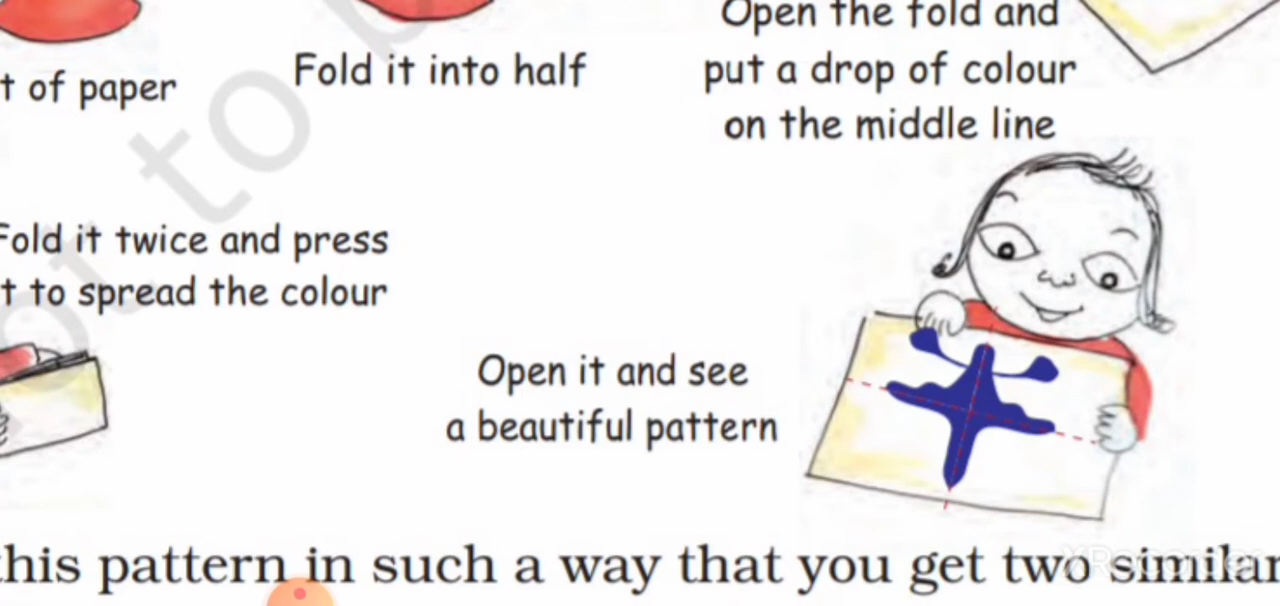 Open the fold and
put a drop of colour
on the middle line
t of paper
Fold it into half
Fold it twice and press
t to spread the colour
Open it and see
a beautiful pattern
this pattern in such a way that you get two similar
XRecorder